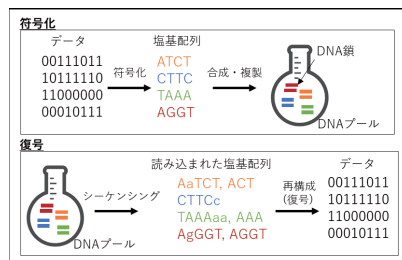 符号化
データ
塩基配列
DNA鎖
00111011
10111110
11000000
00010111
符号化
ATCT
CTTC
TAAA
AGGT
合成・複製
DNAプール
復号
読み込まれた塩基配列
データ
シーケンシング
AaTCT, ACT
CTTCc
TAAAaa, AAA
AgGGT, AGGT
再構成
(復号)
00111011
10111110
11000000
00010111
DNAプール